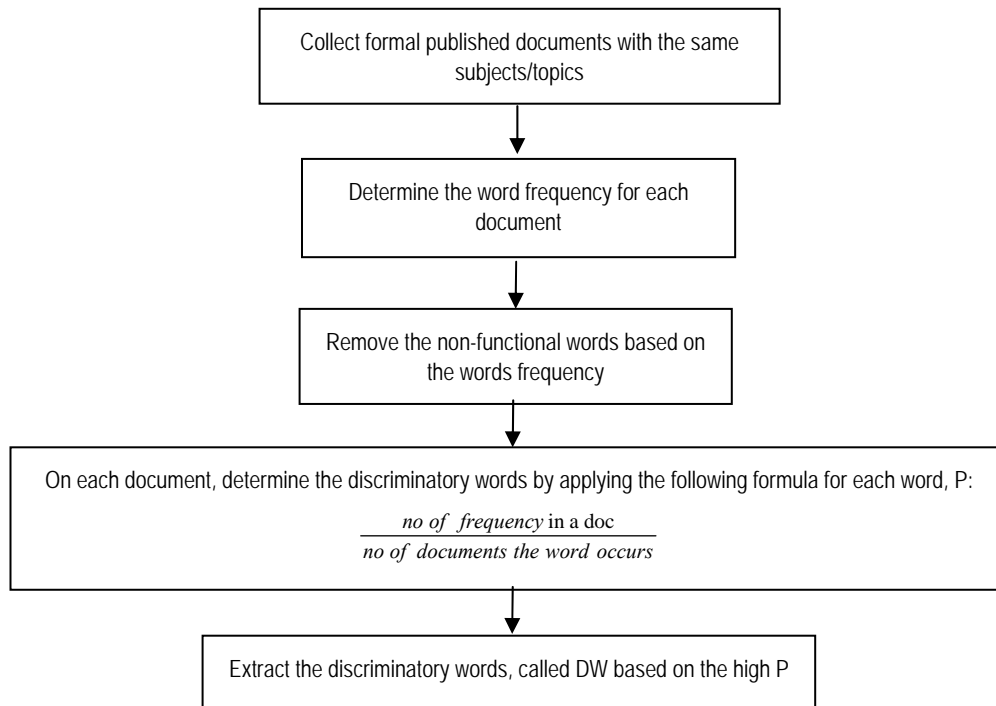 Collect formal published documents with the same
subjects/topics
Determine the word frequency for each
document
Remove the non-functional words based on
the words frequency
On each document, determine the discriminatory words by applying the following formula for each word, P:
no of frequency in a doc
no of documents the word occurs
Extract the discriminatory words, called DW based on the high P